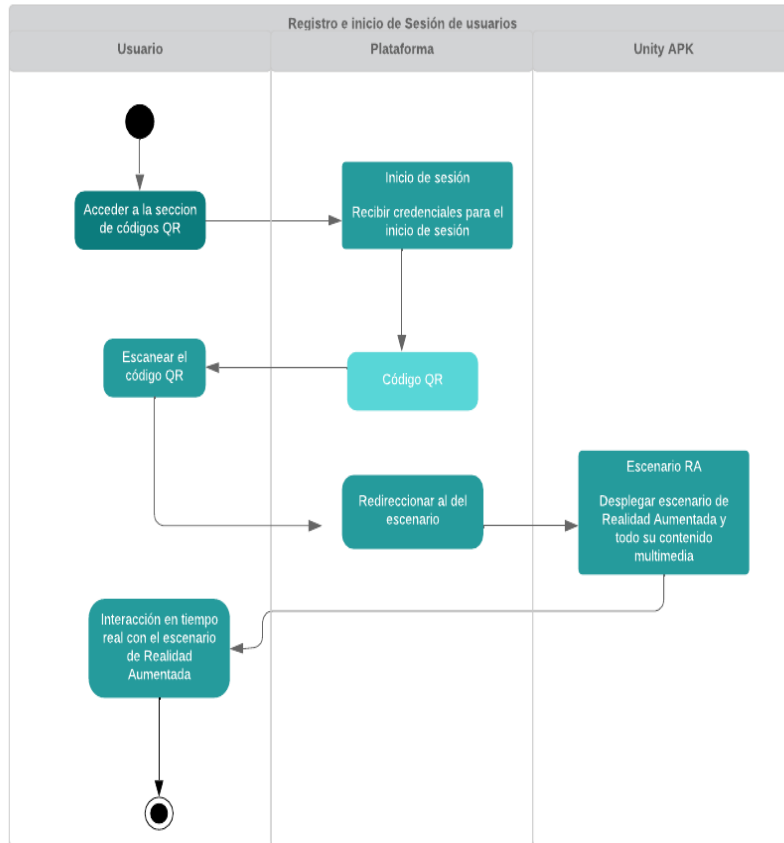 Registro e inicio de Sesión de usuarios
Usuario
Plataforma
Unity APK
Acceder a la seccion
de códigos QR
Inicio de sesión
Recibir credenciales para el
inicio de sesión
Escanear el
código QR
Código QR
Redireccionar al del
escenario
Escenario RA
Desplegar escenario de
Realidad Aumentada y
todo su contenido
multimedia
Interacción en tiempo
real con el escenario
de Realidad
Aumentada